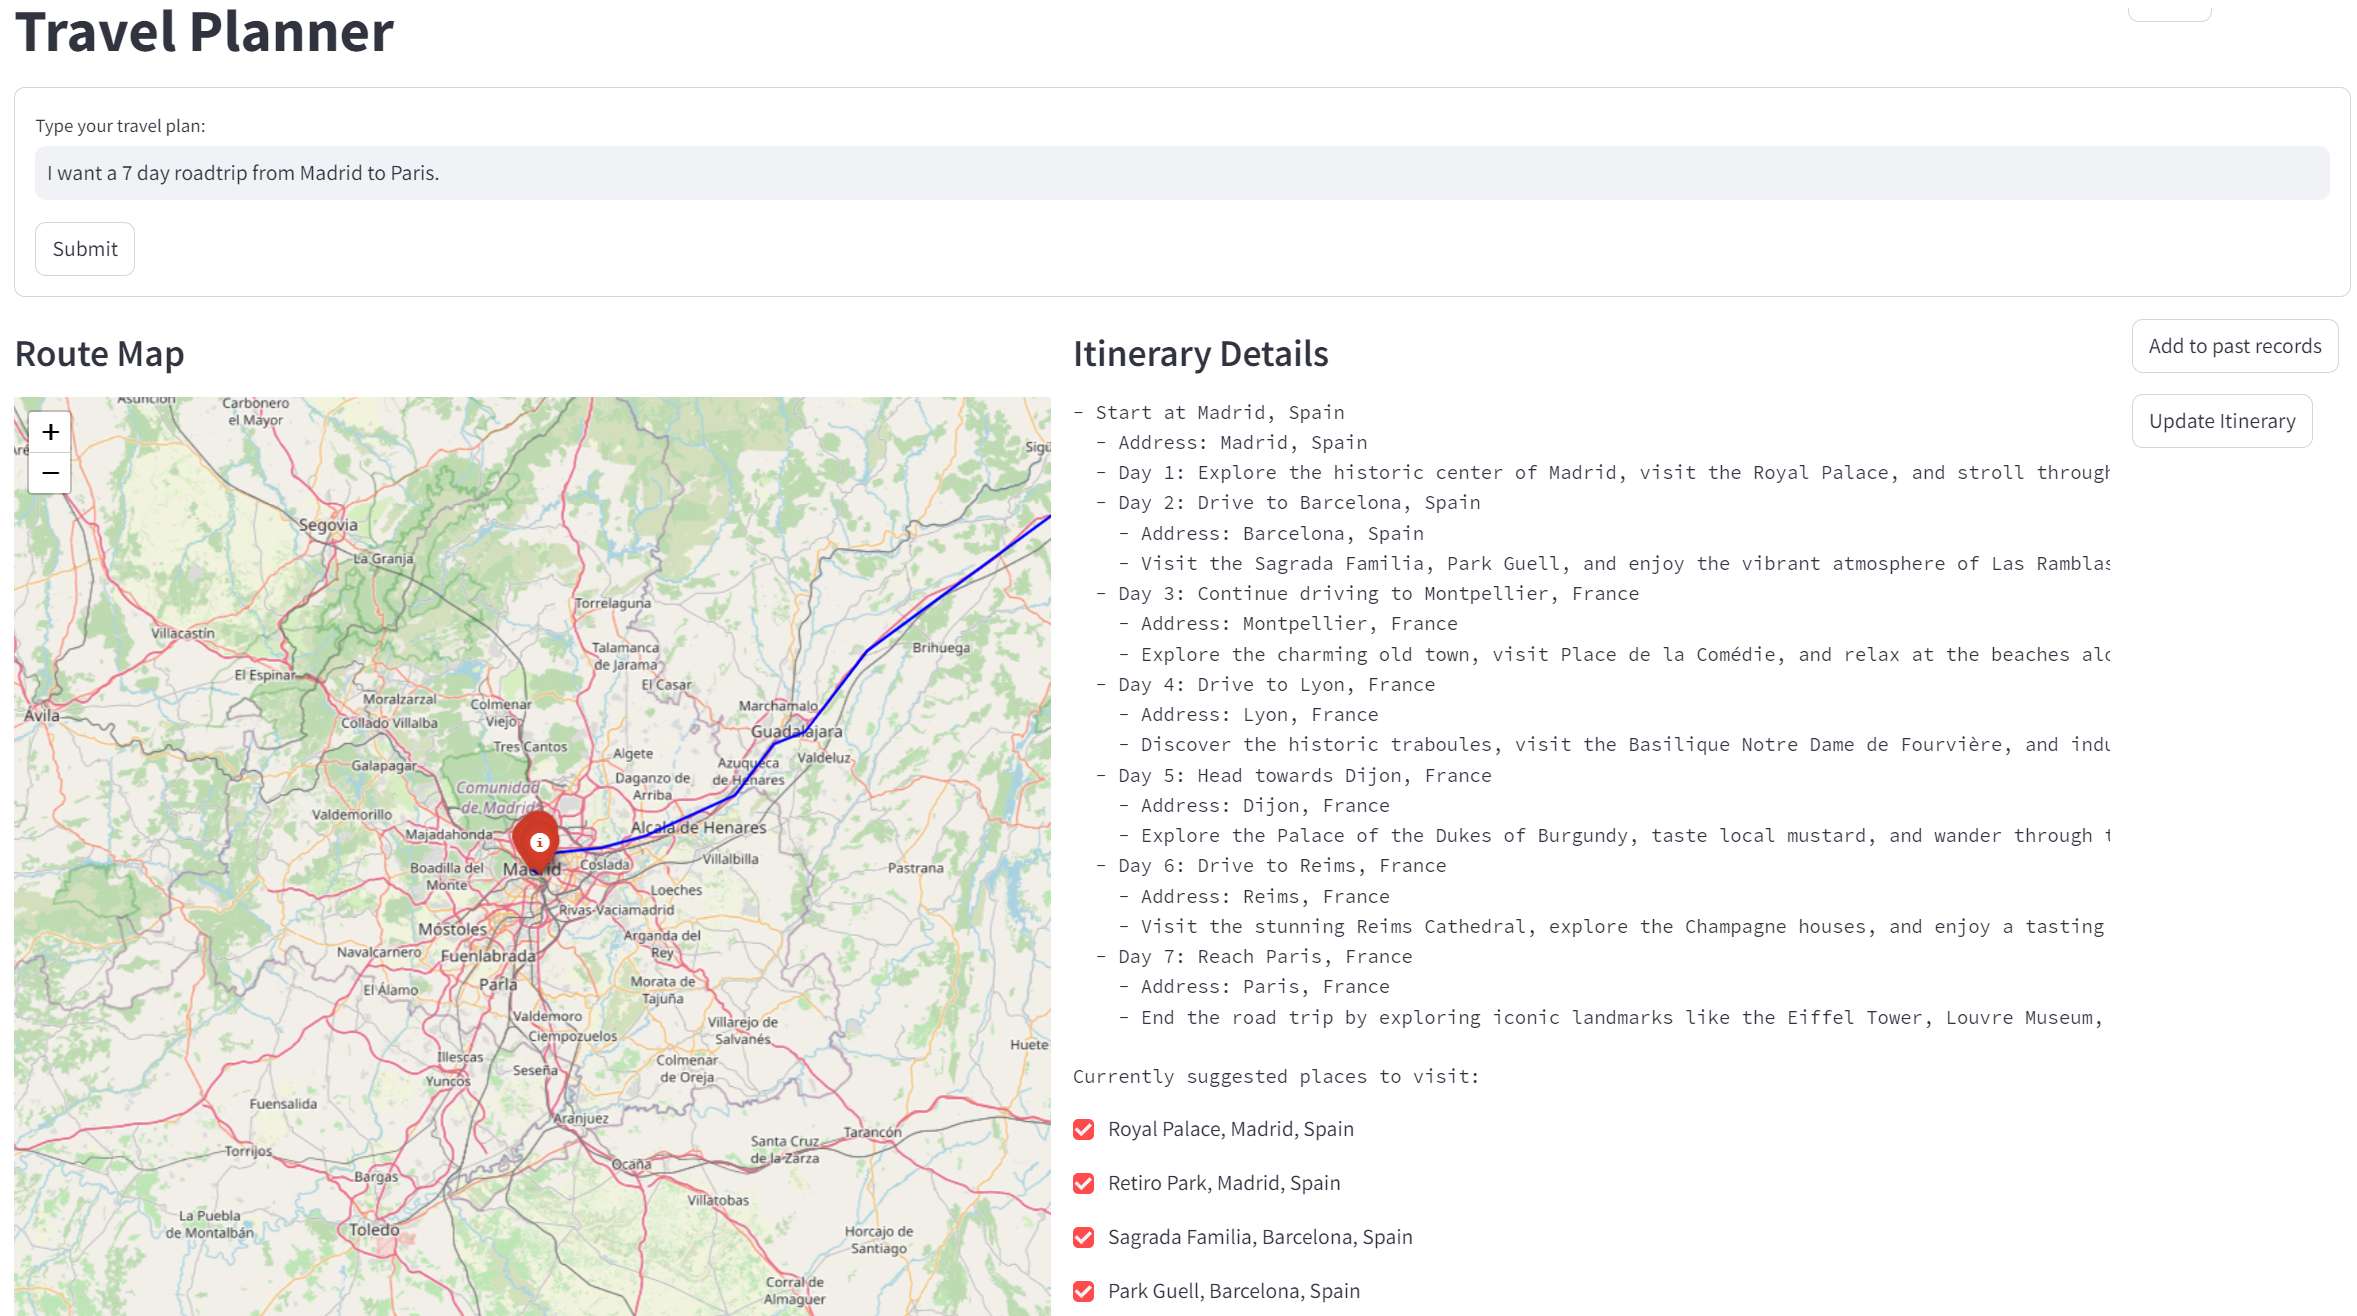 Travel Planner
Type your travel plan:
I want a 7 day roadtrip from Madrid to Paris.
Submit
Route Map
+
−
Asunción
Carbonero
el Mayor
Segovia
La Granja
Torrelaguna
Villacastín
Talamanca
de Jarama
Brihuega
El Espinar
El Casar
Moralzarzal
Colmenar
Viejo
Marchamalo
Ávila
Collado Villalba
Guadalajara
Tres Cantos
Algete
Azuqueca
de Henares
Valdeluz
Galapagar
Daganzo de
Arriba
Comunidad
de Madrid
Valdemorillo
Majadahonda
Alcalá de Henares
Boadilla del
Monte
Madrid
Coslada
Villalbilla
Pastrana
Loeches
Rivas-Vaciamadrid
Móstoles
Arganda del
Rey
Navalcarnero
Fuenlabrada
El Álamo
Parla
Morata de
Tajuña
Valdemoro
Ciempozuelos
Villarejo de
Salvanés
Huete
Illescas
Yuncos
Seseña
Colmenar
de Oreja
Fuensalida
Aranjuez
Santa Cruz
de la Zarza
Tarancón
Torrijos
Ocaña
Bargas
Villatobas
La Puebla
de Montalbán
Toledo
Horcajo de
Santiago
Corral de
Almaguer
Itinerary Details
- Start at Madrid, Spain
- Address: Madrid, Spain
- Day 1: Explore the historic center of Madrid, visit the Royal Palace, and stroll through
- Day 2: Drive to Barcelona, Spain
- Address: Barcelona, Spain
- Visit the Sagrada Familia, Park Guell, and enjoy the vibrant atmosphere of Las Ramblas
- Day 3: Continue driving to Montpellier, France
- Address: Montpellier, France
- Explore the charming old town, visit Place de la Comédie, and relax at the beaches
- Day 4: Drive to Lyon, France
- Address: Lyon, France
- Discover the historic traboules, visit the Basilique Notre Dame de Fourvière, and
- Day 5: Head towards Dijon, France
- Address: Dijon, France
- Explore the Palace of the Dukes of Burgundy, taste local mustard, and wander through
- Day 6: Drive to Reims, France
- Address: Reims, France
- Visit the stunning Reims Cathedral, explore the Champagne houses, and enjoy a tasting
- Day 7: Reach Paris, France
- Address: Paris, France
- End the road trip by exploring iconic landmarks like the Eiffel Tower, Louvre Museum,
Currently suggested places to visit:
Royal Palace, Madrid, Spain
Retiro Park, Madrid, Spain
Sagrada Familia, Barcelona, Spain
Park Guell, Barcelona, Spain
Add to past records
Update Itinerary